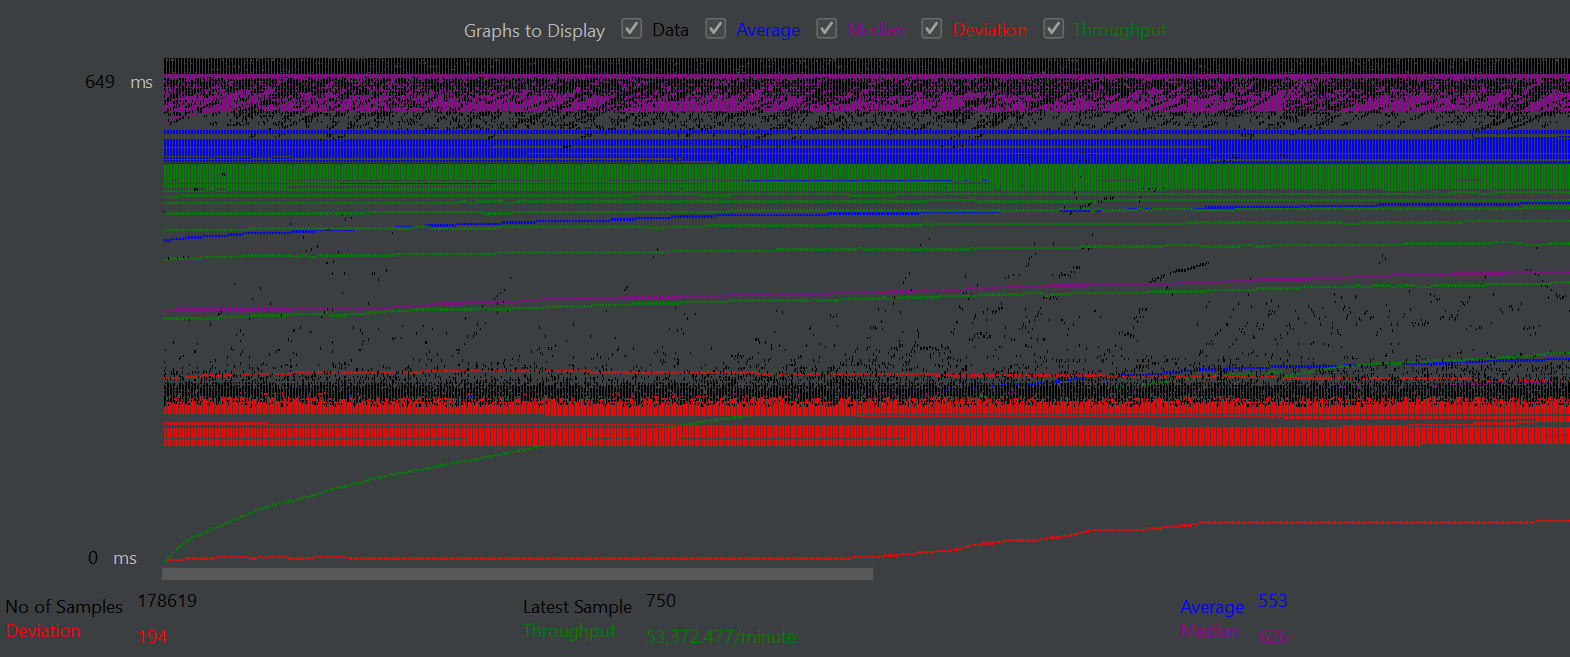 Graphs to Display Data Average Median Deviation Throughput
649 ms
0 ms
No of Samples 178619 Latest Sample 750 Average 553
Deviation 194 Throughput 53,372.477/minute Median 626